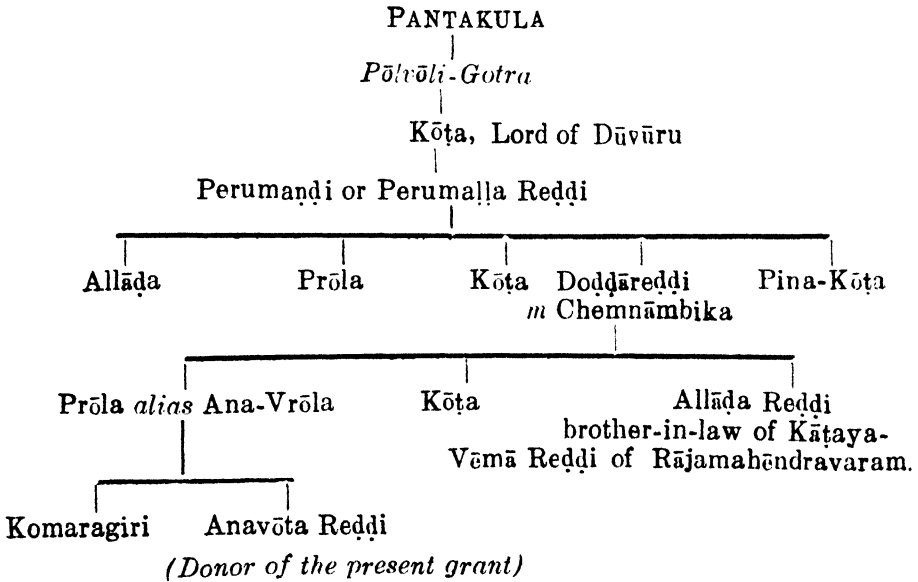 PANTAKULA
Pōlvōli-Gotra
Kōṭa, Lord of Dūvūru
Perumaṇḍi or Perumaḷḷa Reḍḍi
Allāḍa Prōla Kōṭa Doḍḍāreḍḍi Pina-Kōṭa
m Chemnāmbika
Prōla alias Ana-Vrōla Kōṭa Allāḍa Reḍḍi
brother-in-law of Kāṭaya-
Vēmā Reḍḍi of Rājamahēndravaram.
Komaragiri Anavōta Reḍḍi
(Donor of the present grant)